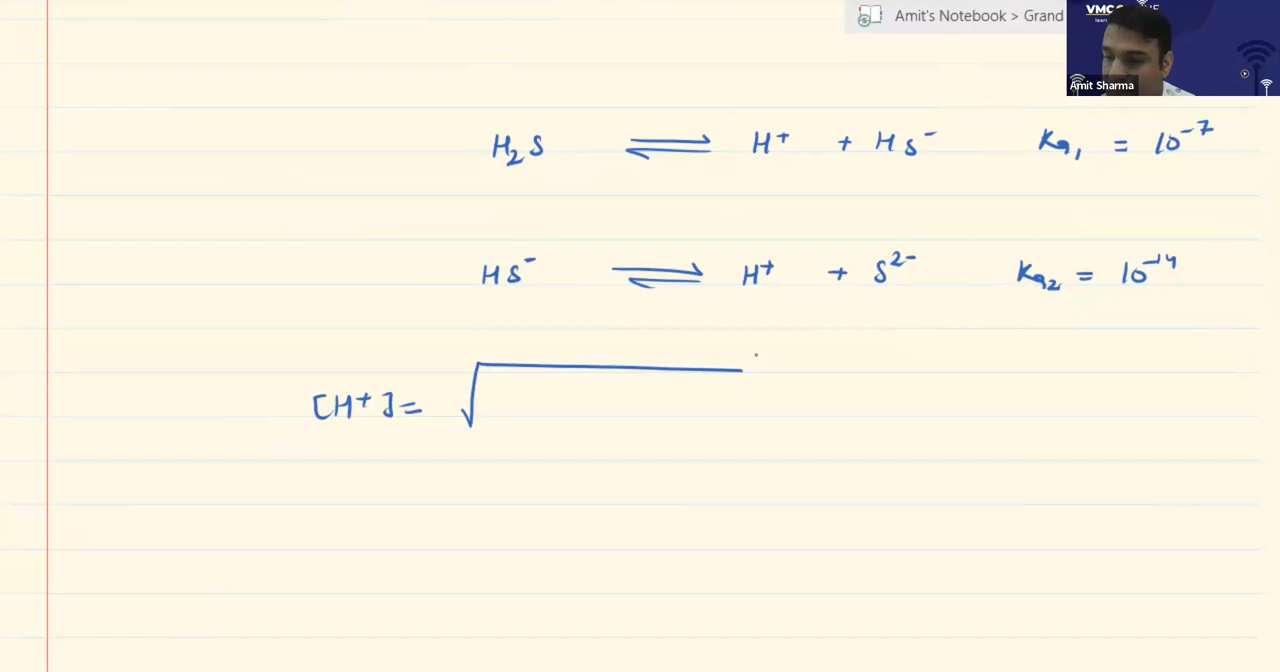 Amit's Notebook > Grand
Amit Sharma
H₂S ⇌ H⁺ + HS⁻ Ka₁ = 10⁻⁷
HS⁻ ⇌ H⁺ + S²⁻ Ka₂ = 10⁻¹⁴
[H⁺] = √